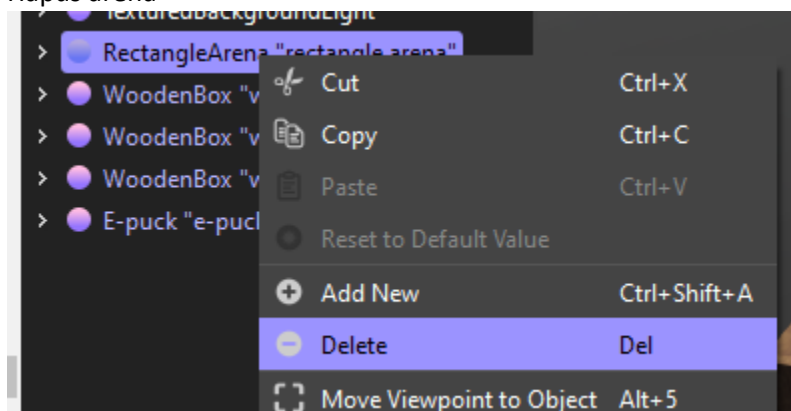 TexturedBackgroundLight
RectangleArena "rectangle arena"
WoodenBox "v
WoodenBox "v
WoodenBox "v
E-puck "e-pucl
Cut Ctrl+X
Copy Ctrl+C
Paste Ctrl+V
Reset to Default Value
Add New Ctrl+Shift+A
Delete Del
Move Viewpoint to Object Alt+5